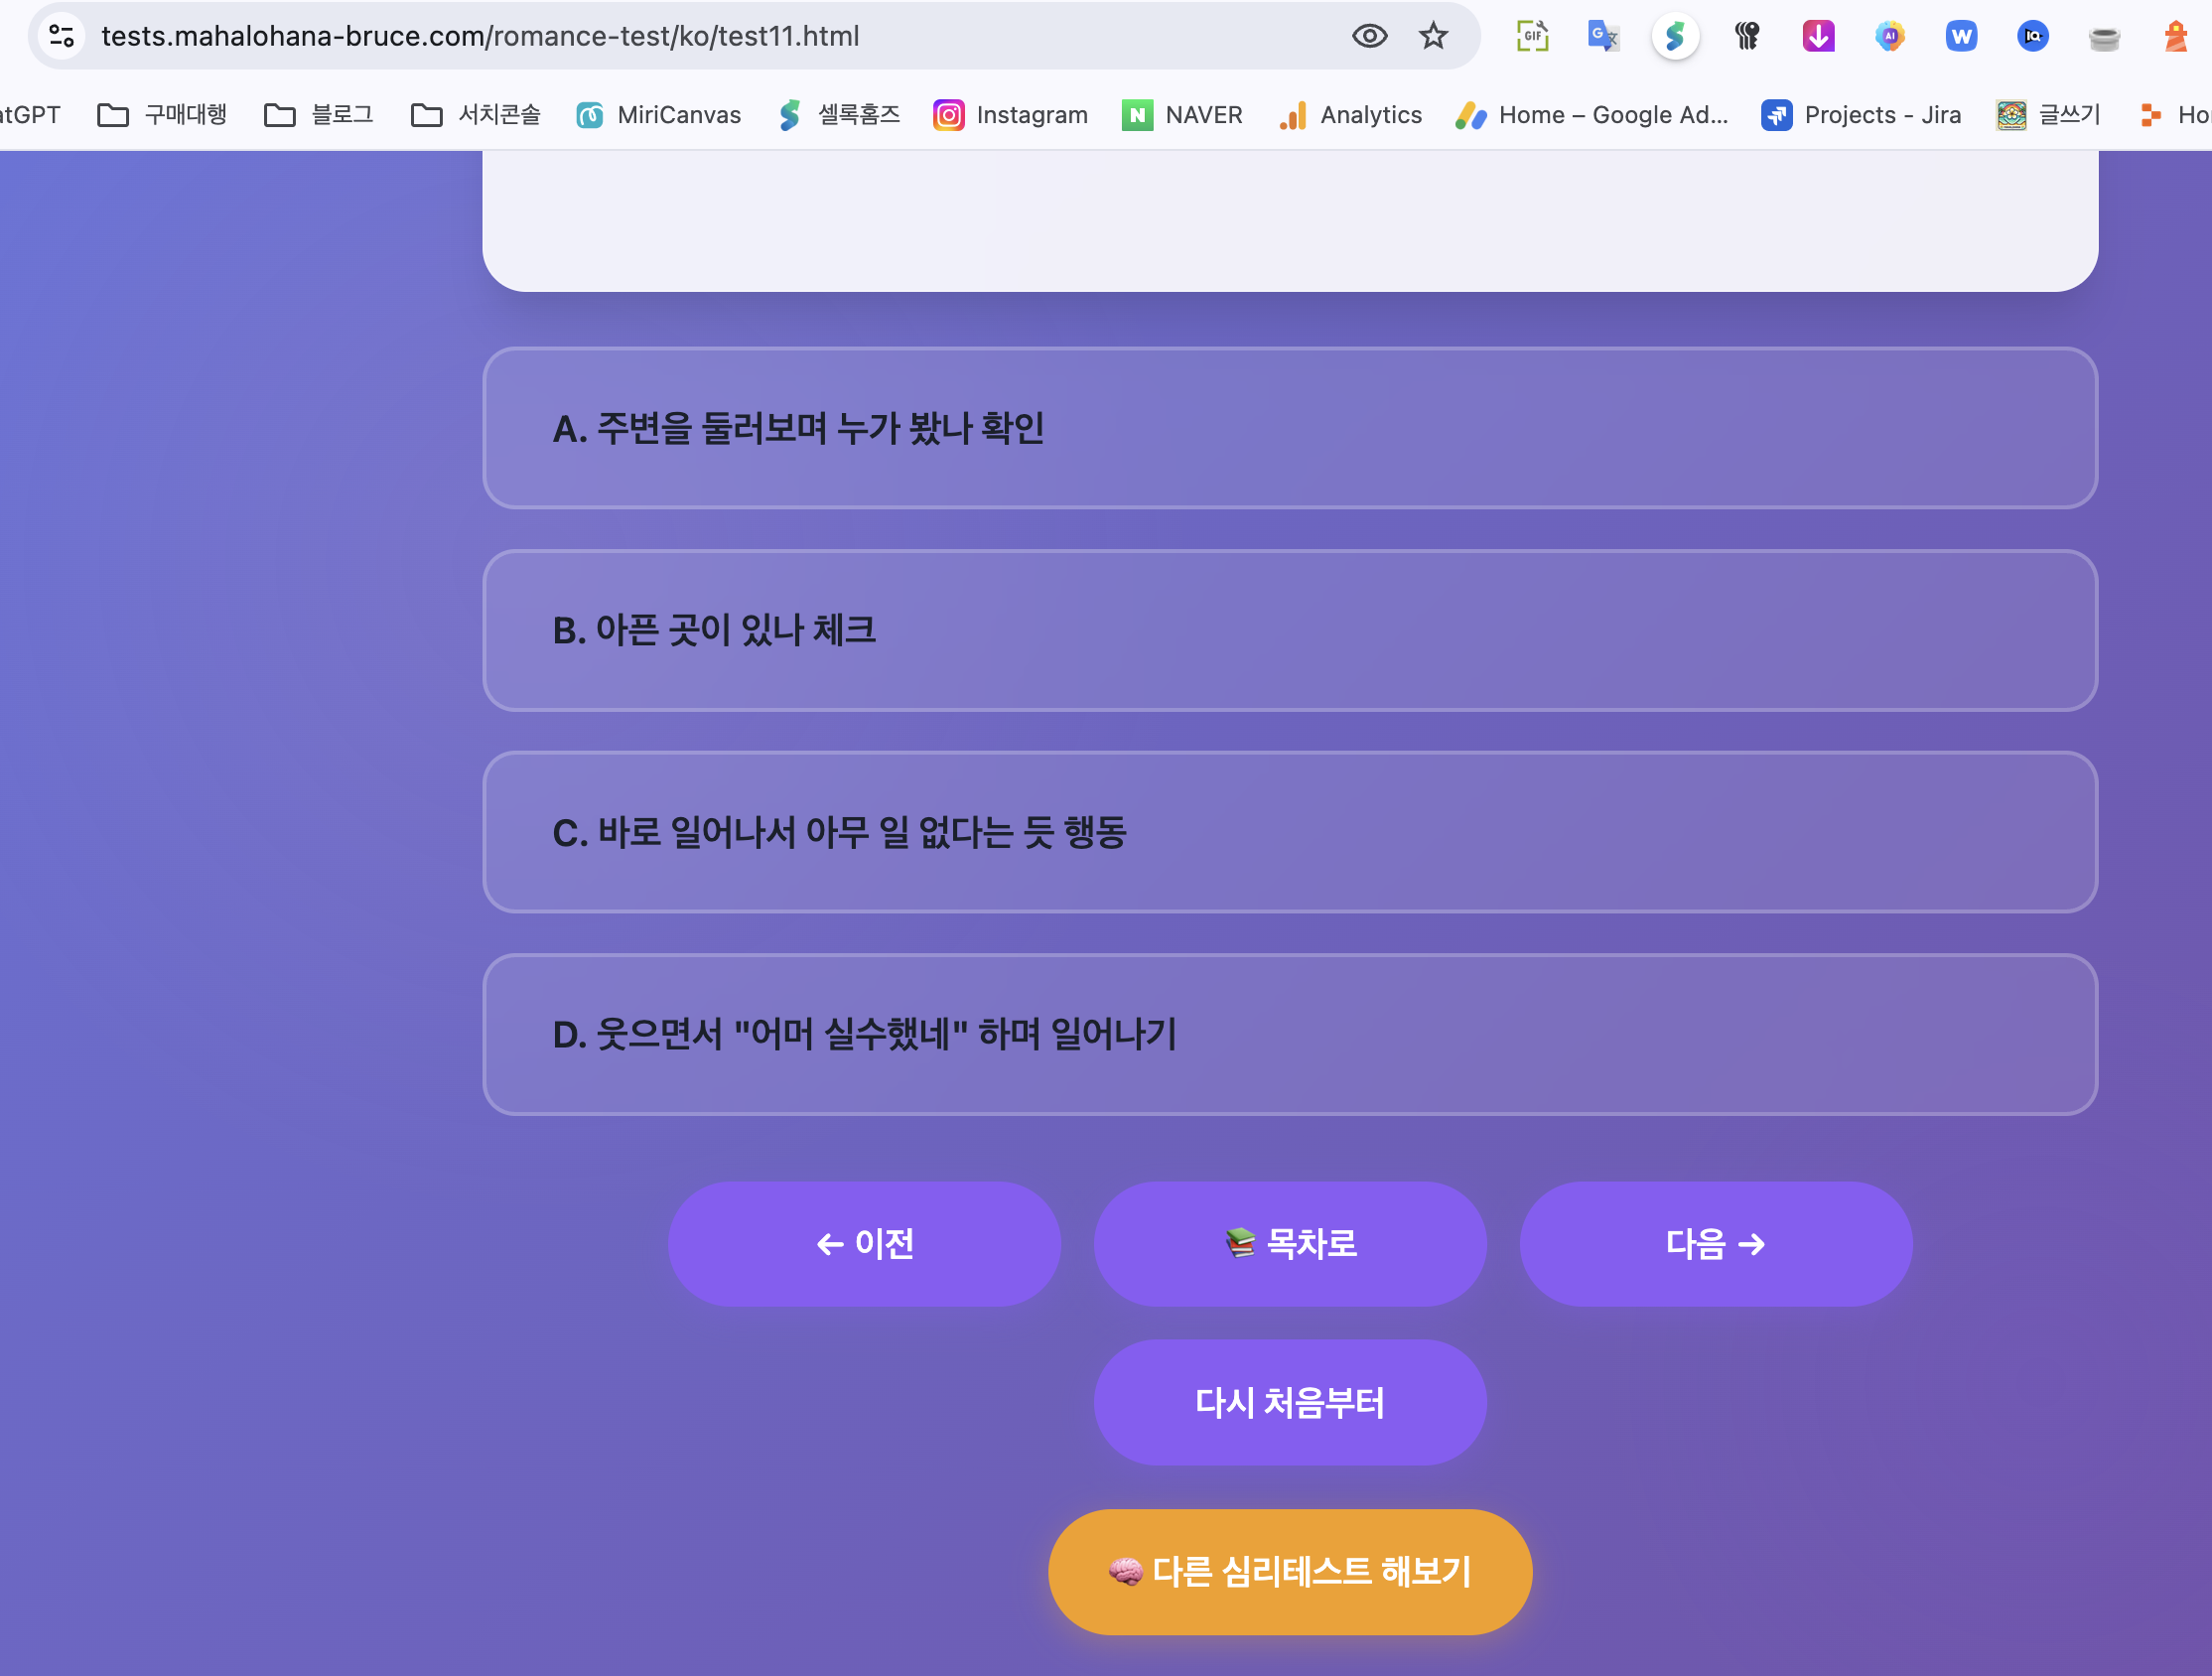 tests.mahalohana-bruce.com/romance-test/ko/test11.html
atGPT 구매대행 블로그 서치콘솔 MiriCanvas 셀록홈즈 Instagram NAVER Analytics Home – Google Ad... Projects - Jira 글쓰기 Ho
A. 주변을 둘러보며 누가 봤나 확인
B. 아픈 곳이 있나 체크
C. 바로 일어나서 아무 일 없다는 듯 행동
D. 웃으면서 "어머 실수했네" 하며 일어나기
← 이전 목차로 다음 →
다시 처음부터
다른 심리테스트 해보기